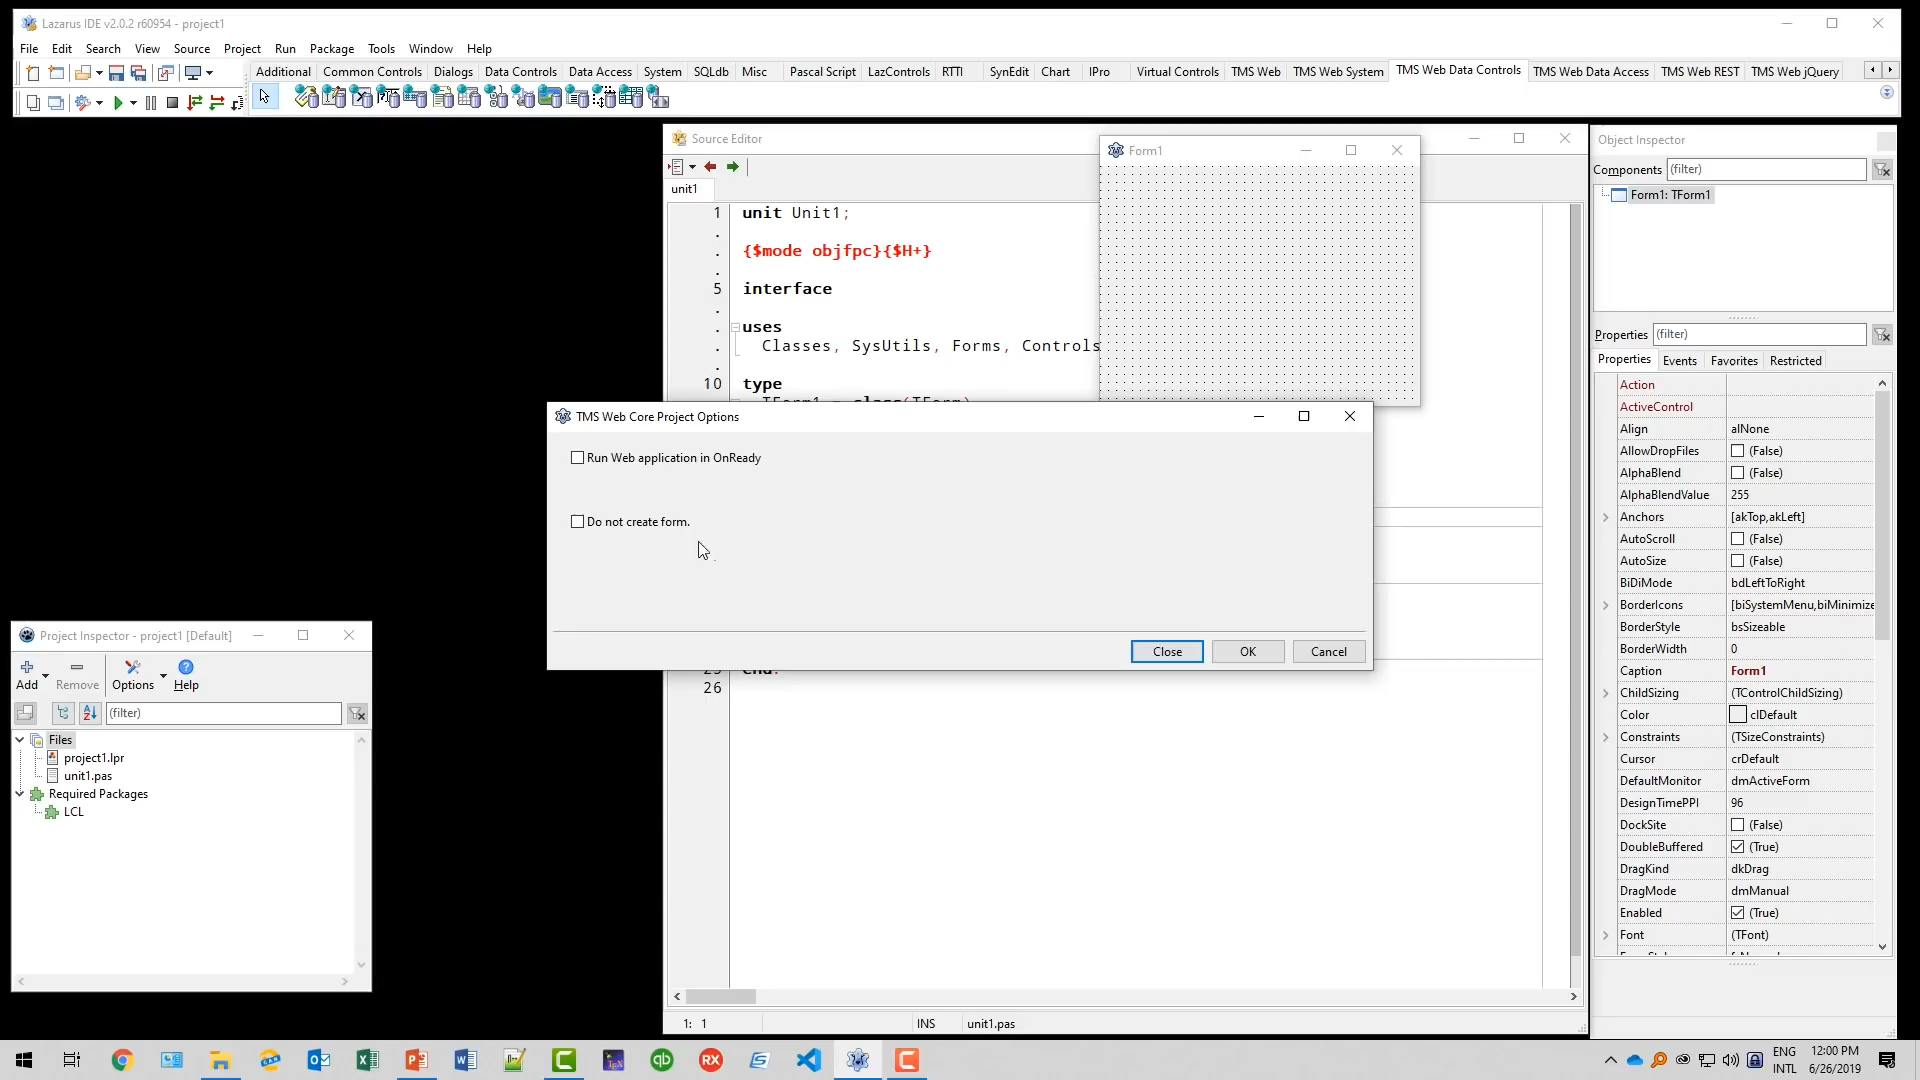 Lazarus IDE v2.0.2 r60954 - project1
File Edit Search View Source Project Run Package Tools Window Help
Additional Common Controls Dialogs Data Controls Data Access System SQLdb Misc Pascal Script LazControls RTTI SynEdit Chart IPro Virtual Controls TMS Web TMS Web System TMS Web Data Controls TMS Web Data Access TMS Web REST TMS Web jQuery
Source Editor
unit1
1 unit Unit1;
{$mode objfpc}{$H+}
5 interface
uses
Classes, SysUtils, Forms, Controls
10 type
26
1: 1 INS unit1.pas
Form1
TMS Web Core Project Options
Run Web application in OnReady
Do not create form.
Close OK Cancel
Project Inspector - project1 [Default]
Add Remove Options Help
(filter)
Files
project1.lpr
unit1.pas
Required Packages
LCL
Object Inspector
Components (filter)
Form1: TForm1
Properties (filter)
Properties Events Favorites Restricted
Action
ActiveControl
Align alNone
AllowDropFiles (False)
AlphaBlend (False)
AlphaBlendValue 255
Anchors [akTop,akLeft]
AutoScroll (False)
AutoSize (False)
BiDiMode bdLeftToRight
BorderIcons [biSystemMenu,biMinimize
BorderStyle bsSizeable
BorderWidth 0
Caption Form1
ChildSizing (TControlChildSizing)
Color clDefault
Constraints (TSizeConstraints)
Cursor crDefault
DefaultMonitor dmActiveForm
DesignTimePPI 96
DockSite (False)
DoubleBuffered (True)
DragKind dkDrag
DragMode dmManual
Enabled (True)
Font (TFont)
ENG
INTL
12:00 PM
6/26/2019